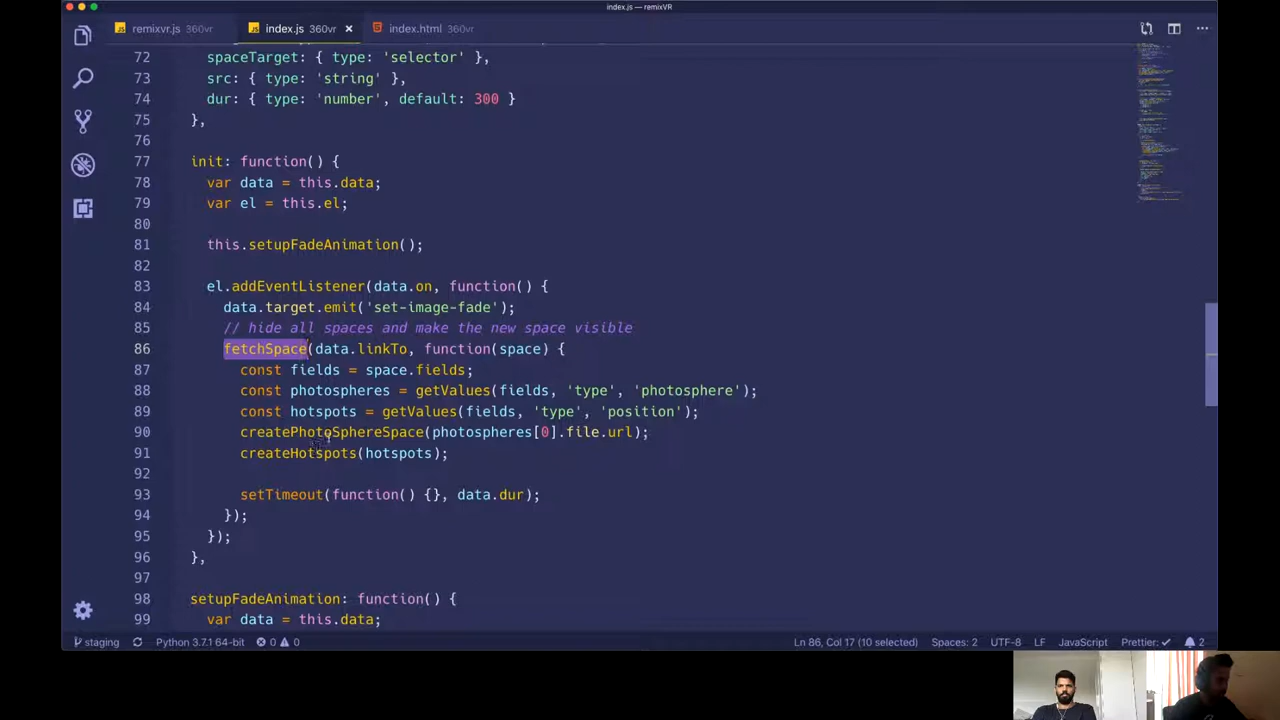 index.js — remixVR
remixvr.js 360vr
index.js 360vr
index.html 360vr
72 spaceTarget: { type: 'selector' },
73 src: { type: 'string' },
74 dur: { type: 'number', default: 300 }
75 },
76
77 init: function() {
78 var data = this.data;
79 var el = this.el;
80
81 this.setupFadeAnimation();
82
83 el.addEventListener(data.on, function() {
84 data.target.emit('set-image-fade');
85 // hide all spaces and make the new space visible
86 fetchSpace(data.linkTo, function(space) {
87 const fields = space.fields;
88 const photospheres = getValues(fields, 'type', 'photosphere');
89 const hotspots = getValues(fields, 'type', 'position');
90 createPhotoSphereSpace(photospheres[0].file.url);
91 createHotspots(hotspots);
92
93 setTimeout(function() {}, data.dur);
94 });
95 });
96 },
97
98 setupFadeAnimation: function() {
99 var data = this.data;
staging Python 3.7.1 64-bit 0 0 Ln 86, Col 17 (10 selected) Spaces: 2 UTF-8 LF JavaScript Prettier: ✓ 2